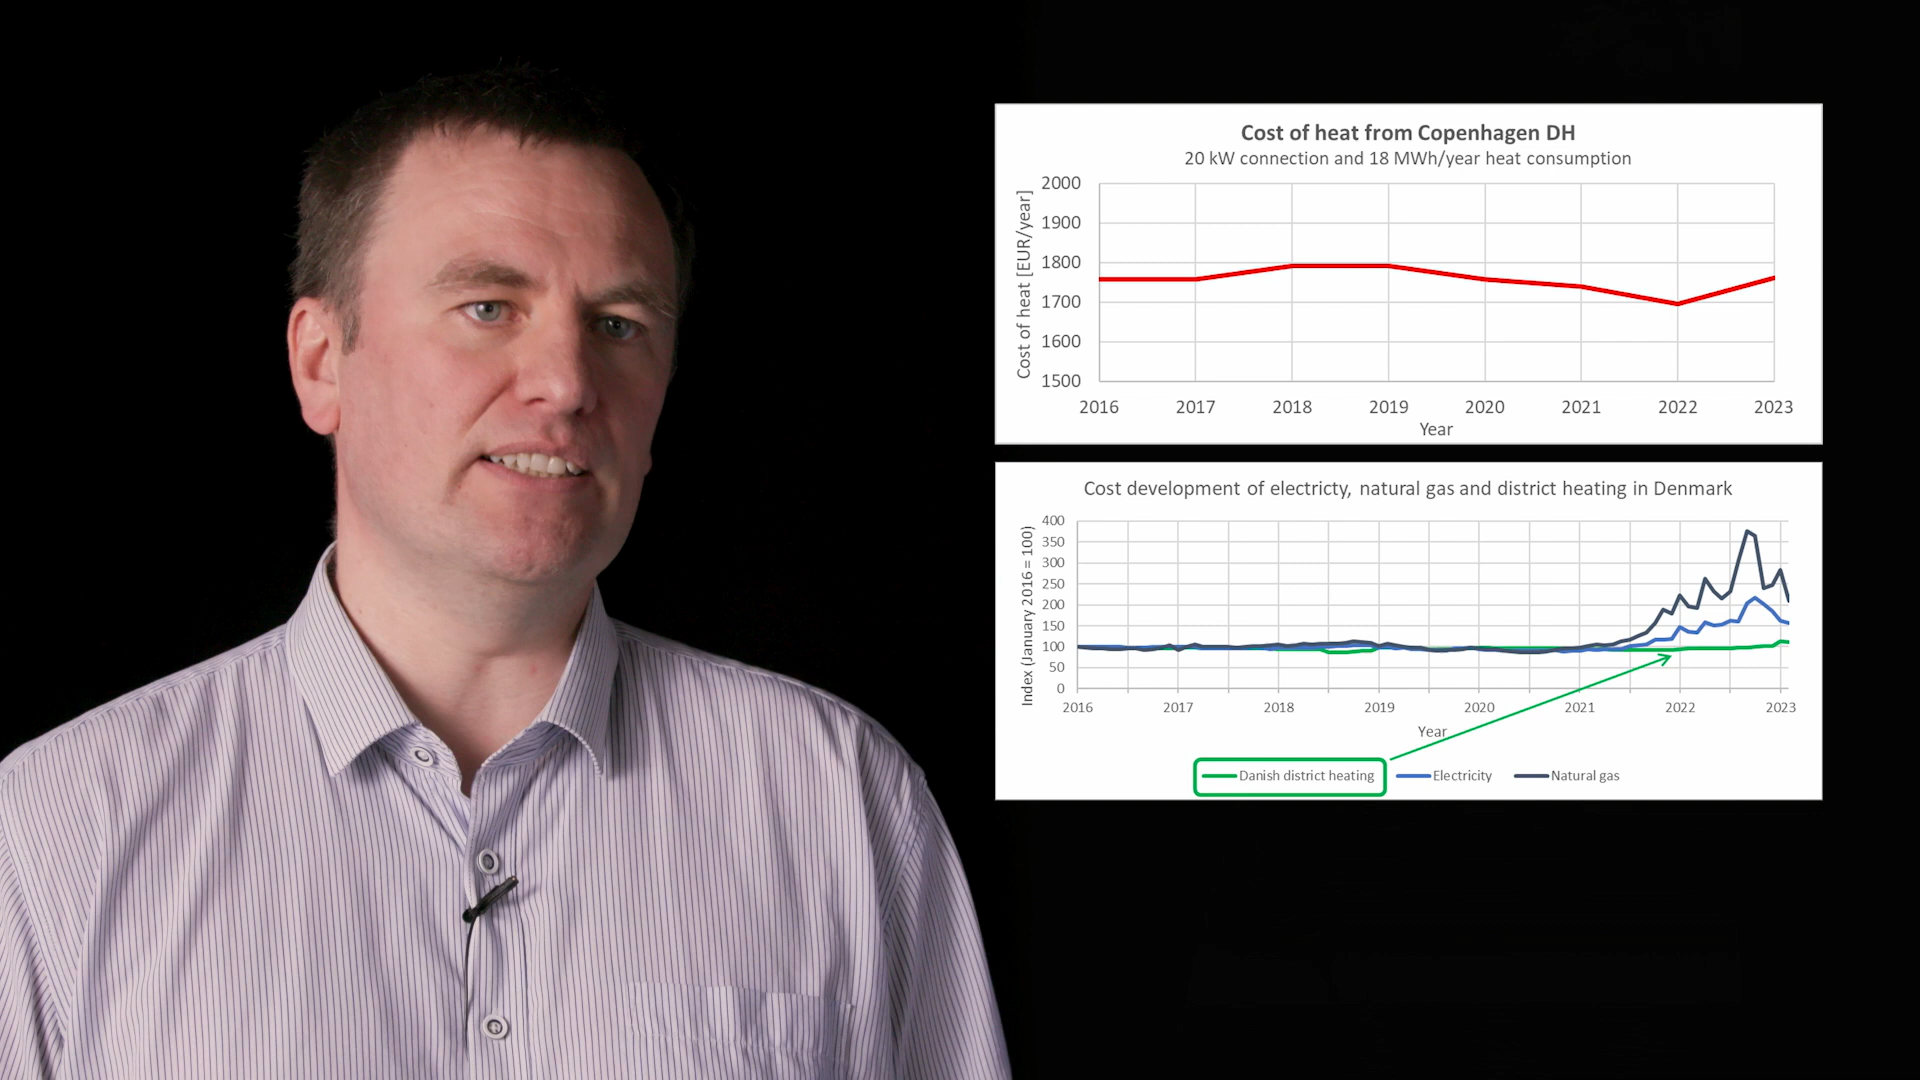 Cost of heat from Copenhagen DH
20 kW connection and 18 MWh/year heat consumption
Cost of heat [EUR/year]
2000
1900
1800
1700
1600
1500
2016 2017 2018 2019 2020 2021 2022 2023
Year
Cost development of electricty, natural gas and district heating in Denmark
Index (January 2016 = 100)
400
350
300
250
200
150
100
50
0
2016 2017 2018 2019 2020 2021 2022 2023
Year
Danish district heating Electricity Natural gas